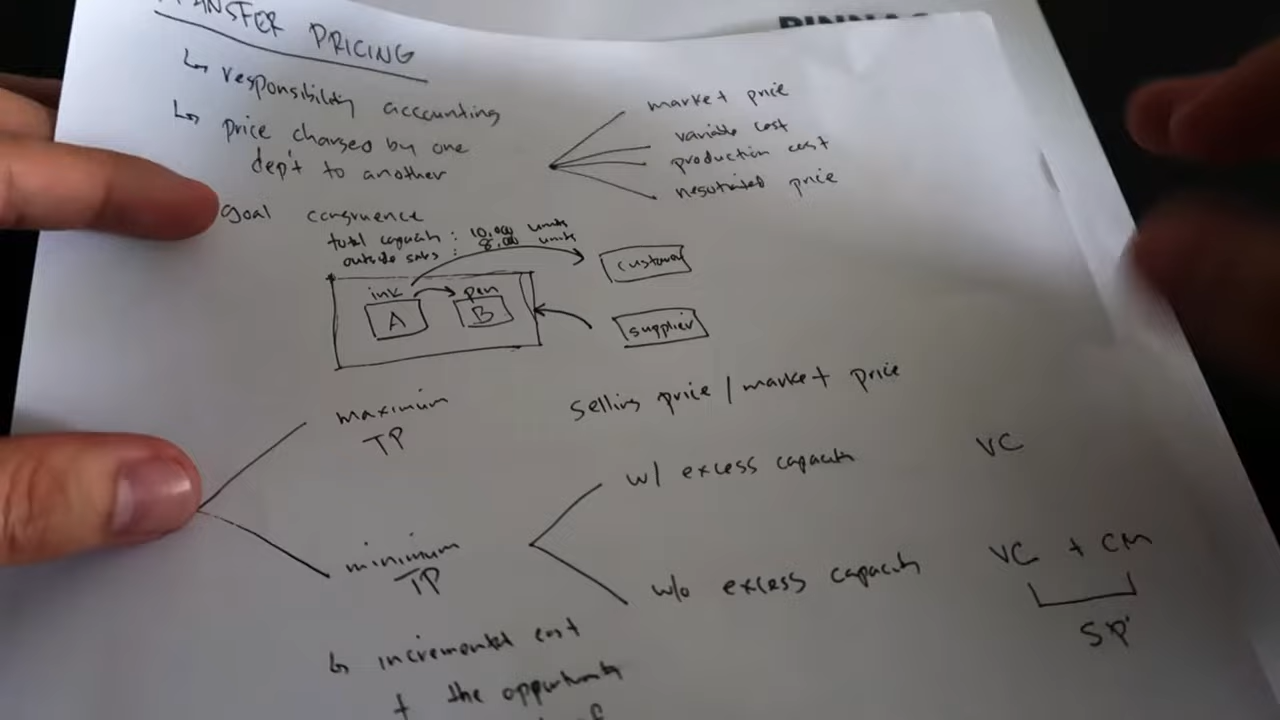 TRANSFER PRICING
↳ responsibility accounting
↳ price charged by one
dep't to another
market price
variable cost
production cost
negotiated price
goal congruence
total capacity : 10,000 units
outside sales : 8,000 units
ink
pen
A
B
customer
supplier
maximum
TP
selling price / market price
minimum
TP
w/ excess capacity
VC
w/o excess capacity
VC + CM
SP
↳ incremental cost
+ the opportunity